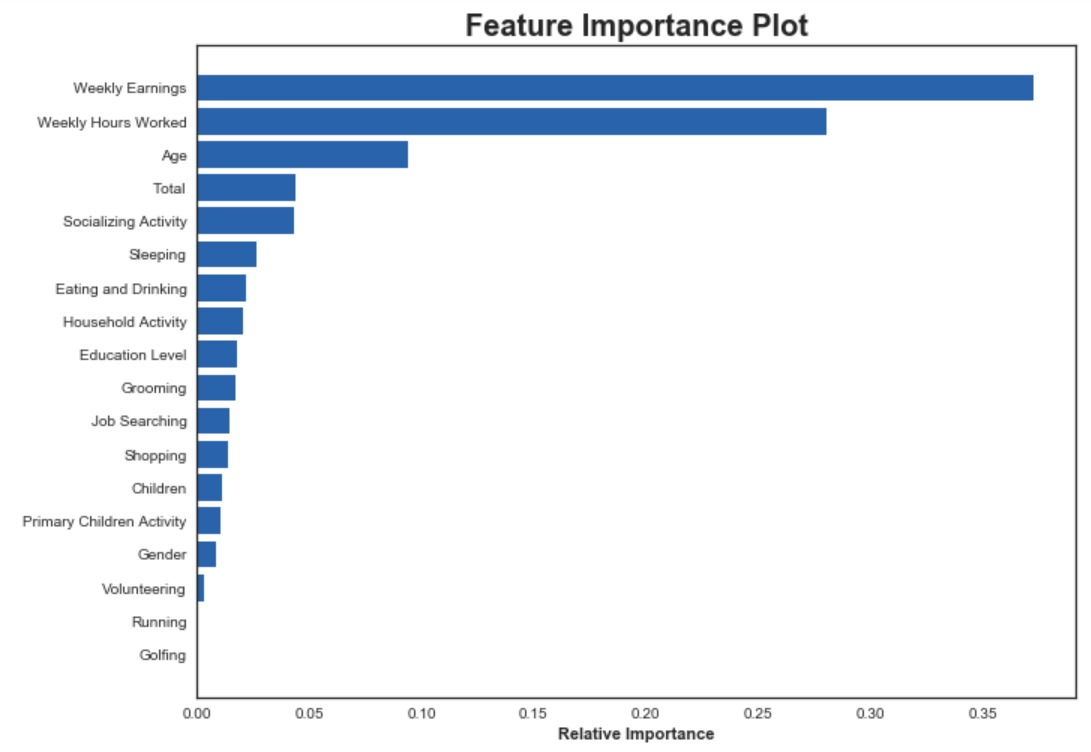 Feature Importance Plot
Weekly Earnings
Weekly Hours Worked
Age
Total
Socializing Activity
Sleeping
Eating and Drinking
Household Activity
Education Level
Grooming
Job Searching
Shopping
Children
Primary Children Activity
Gender
Volunteering
Running
Golfing
0.00 0.05 0.10 0.15 0.20 0.25 0.30 0.35
Relative Importance